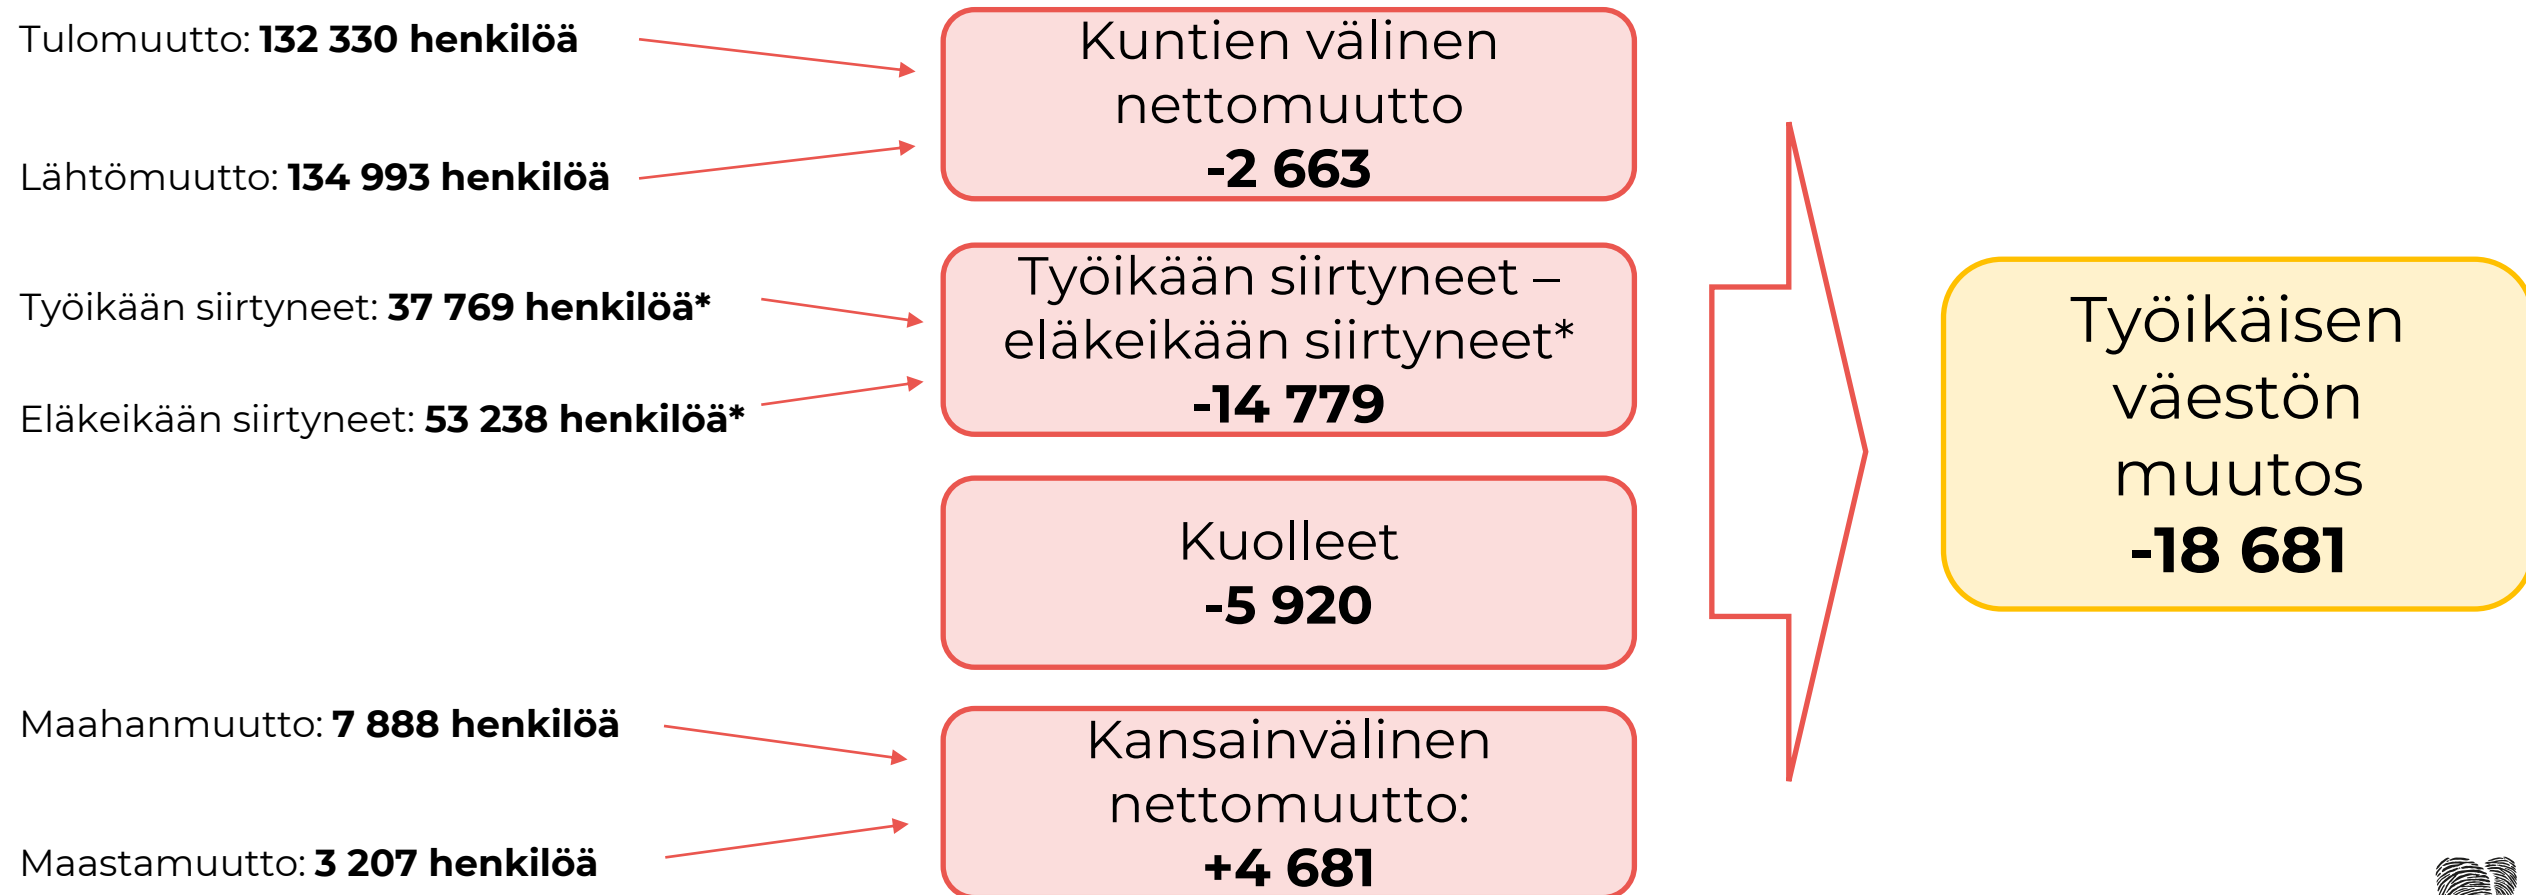 Tulomuutto: 132 330 henkilöä
Lähtömuutto: 134 993 henkilöä
Työikään siirtyneet: 37 769 henkilöä*
Eläkeikään siirtyneet: 53 238 henkilöä*
Maahanmuutto: 7 888 henkilöä
Maastamuutto: 3 207 henkilöä
Kuntien välinen
nettomuutto
-2 663
Työikään siirtyneet –
eläkeikään siirtyneet*
-14 779
Kuolleet
-5 920
Kansainvälinen
nettomuutto:
+4 681
Työikäisen
väestön
muutos
-18 681